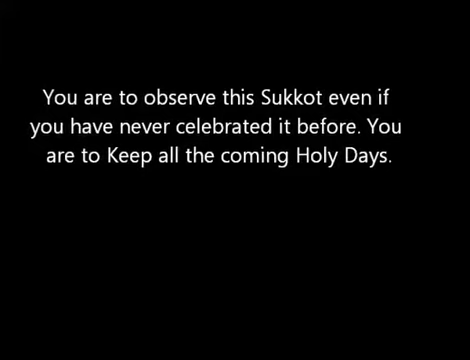 You are to observe this Sukkot even if
you have never celebrated it before. You
are to Keep all the coming Holy Days.